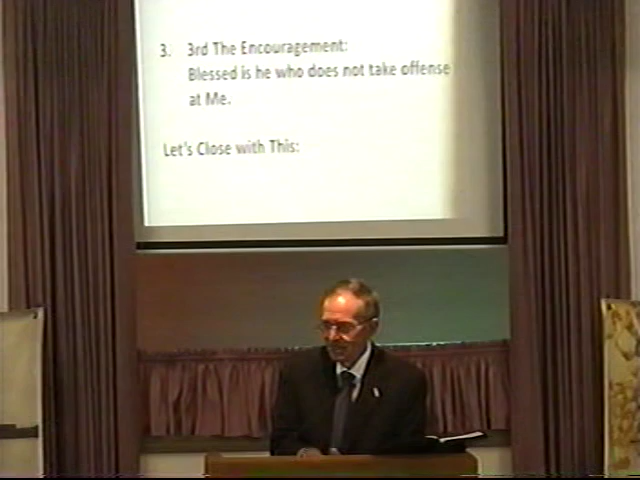 3. 3rd The Encouragement:
Blessed is he who does not take offense
at Me.
Let's Close with This: